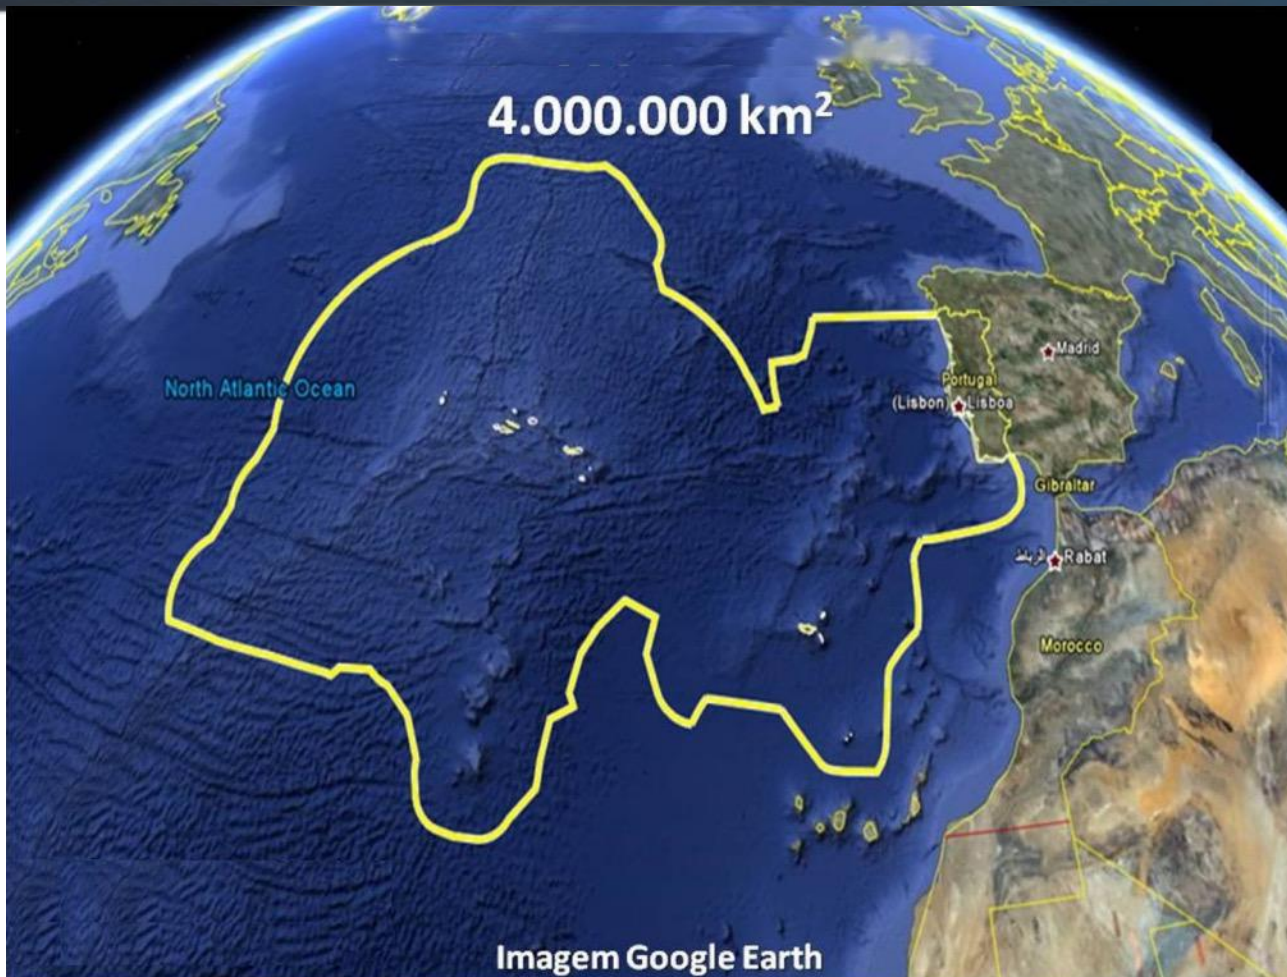 4.000.000 km²
North Atlantic Ocean
Madrid
Portugal
(Lisbon) Lisboa
Gibraltar
الرباط Rabat
Morocco
Imagem Google Earth